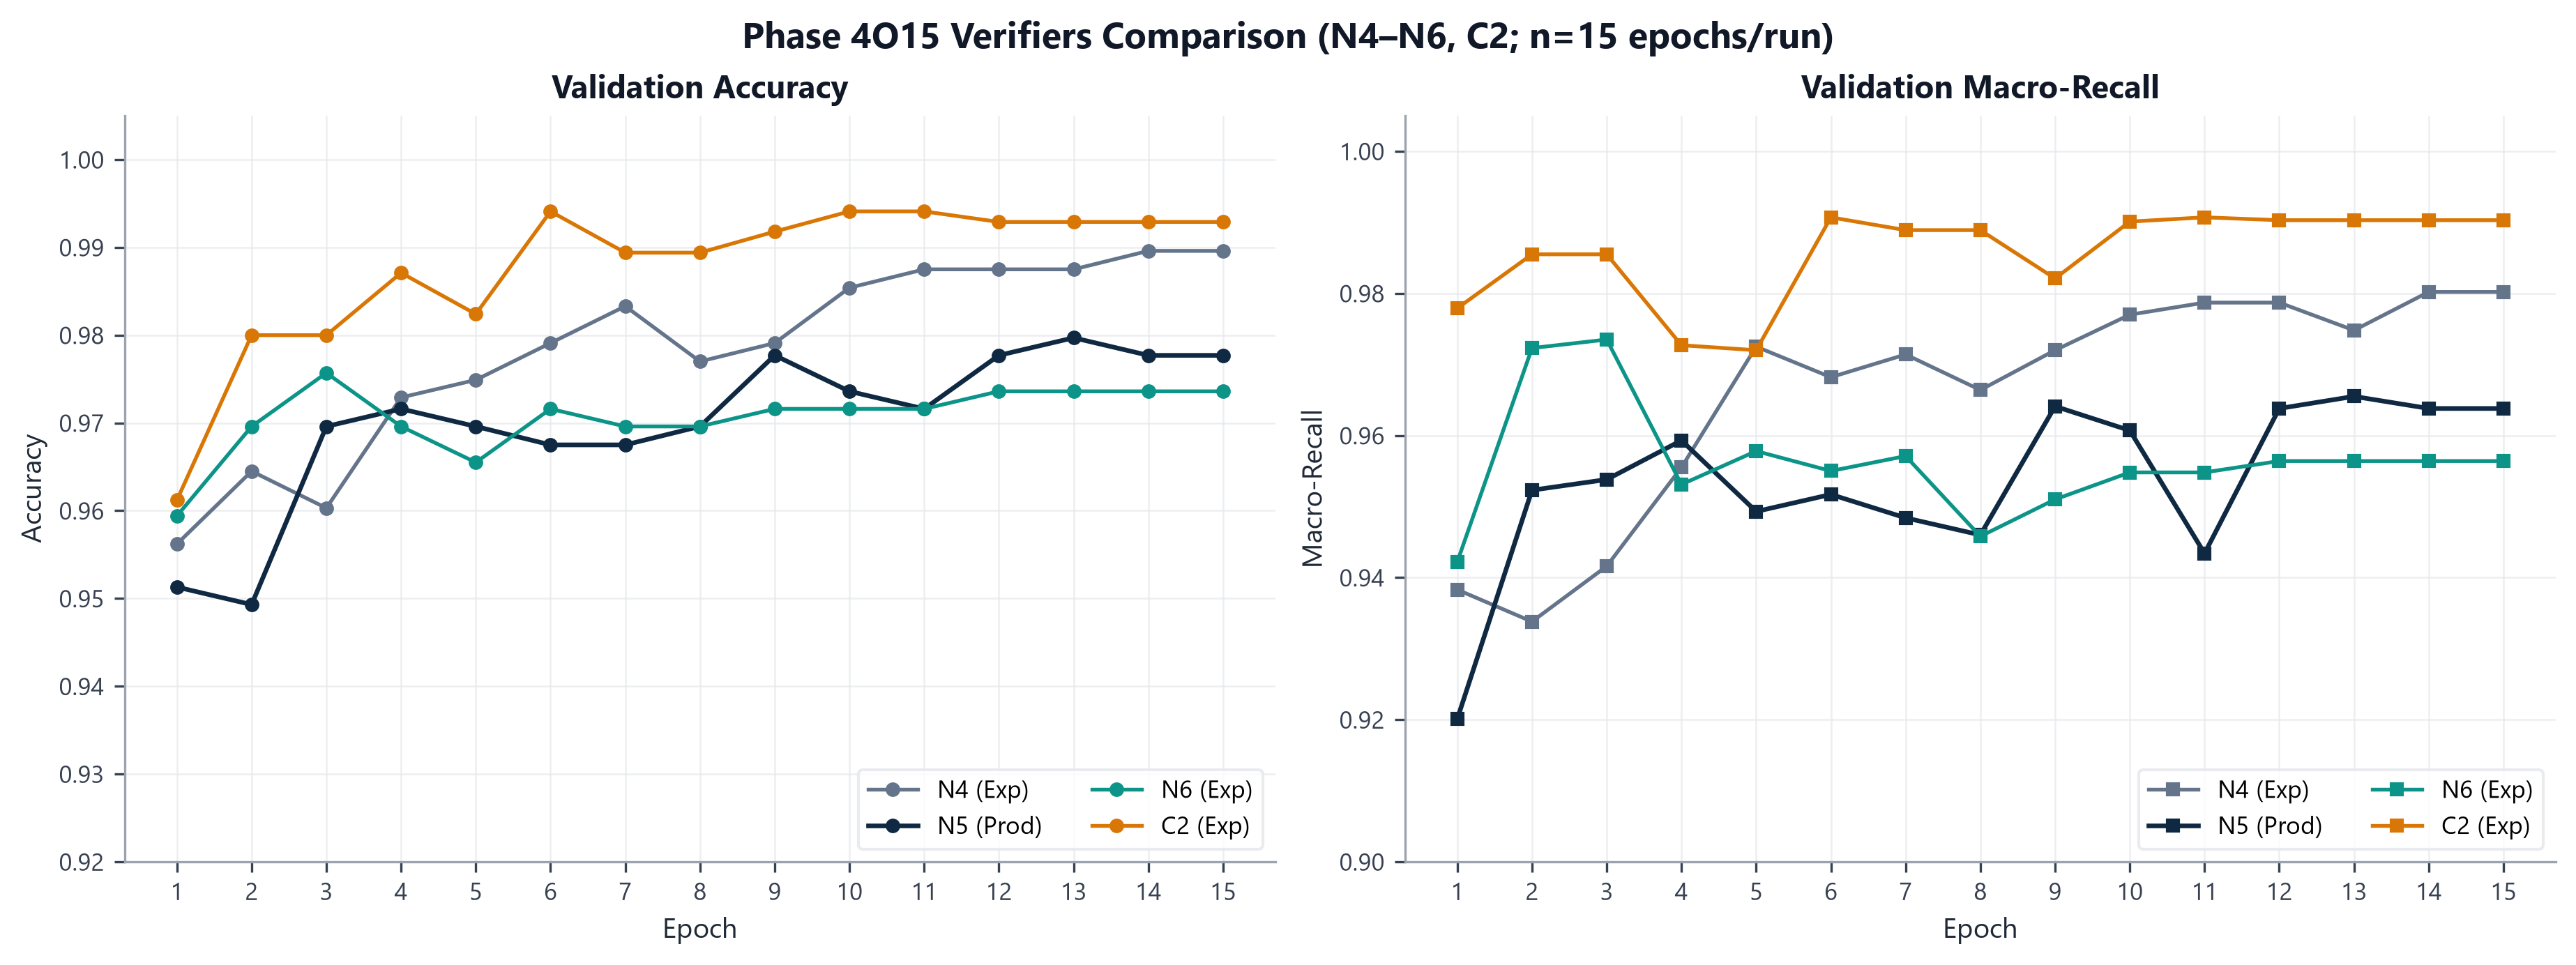 Phase 4O15 Verifiers Comparison (N4–N6, C2; n=15 epochs/run)
Validation Accuracy
Accuracy
1.00
0.99
0.98
0.97
0.96
0.95
0.94
0.93
0.92
1 2 3 4 5 6 7 8 9 10 11 12 13 14 15
Epoch
N4 (Exp) N6 (Exp)
N5 (Prod) C2 (Exp)
Validation Macro-Recall
Macro-Recall
1.00
0.98
0.96
0.94
0.92
0.90
1 2 3 4 5 6 7 8 9 10 11 12 13 14 15
Epoch
N4 (Exp) N6 (Exp)
N5 (Prod) C2 (Exp)